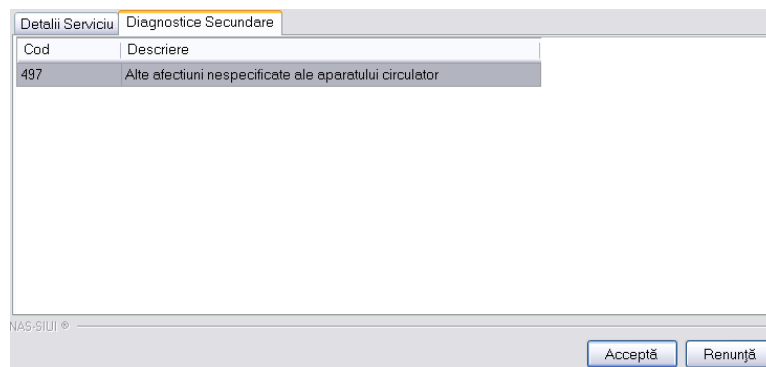 Detalii Serviciu Diagnostice Secundare
Cod Descriere
497 Alte afectiuni nespecificate ale aparatului circulator
NAS-SIUI ®
Acceptă Renunţă